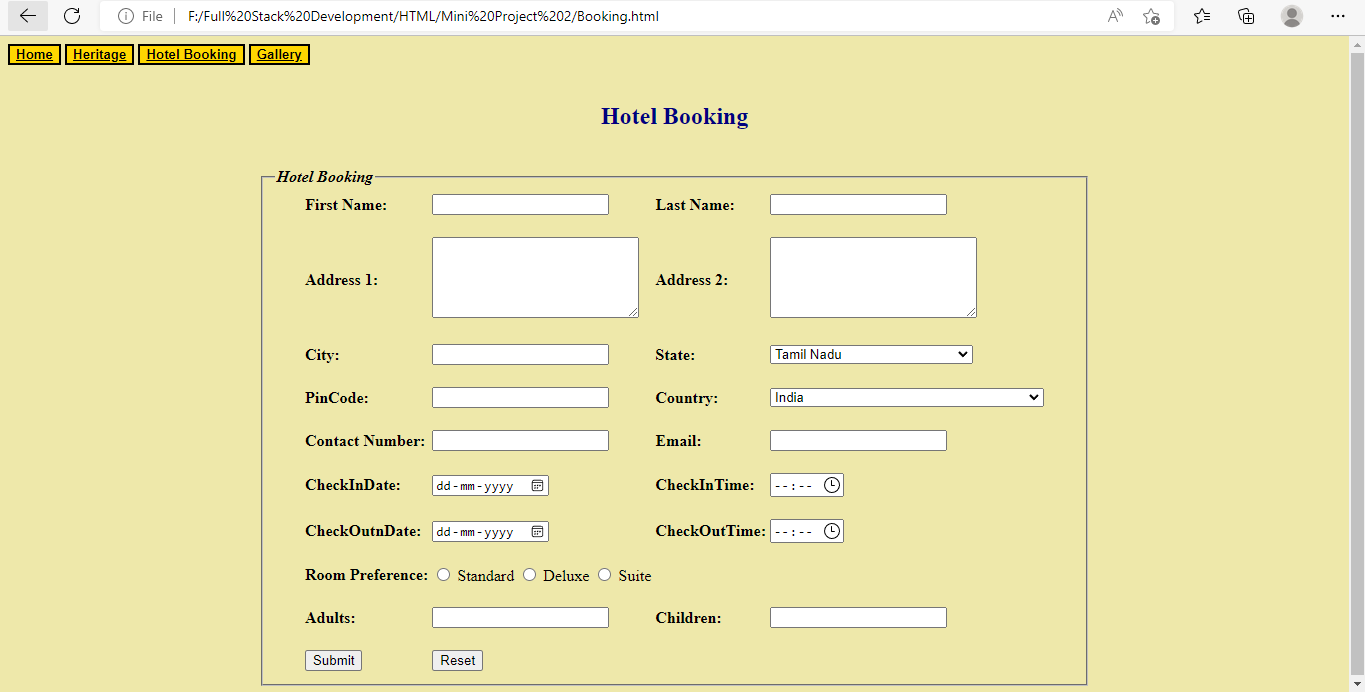 File F:/Full%20Stack%20Development/HTML/Mini%20Project%202/Booking.html A
Home Heritage Hotel Booking Gallery
Hotel Booking
Hotel Booking
First Name: Last Name:
Address 1: Address 2:
City: State: Tamil Nadu
PinCode: Country: India
Contact Number: Email:
CheckInDate: dd-mm-yyyy CheckInTime: --:--
CheckOutnDate: dd-mm-yyyy CheckOutTime: --:--
Room Preference: Standard Deluxe Suite
Adults: Children:
Submit Reset